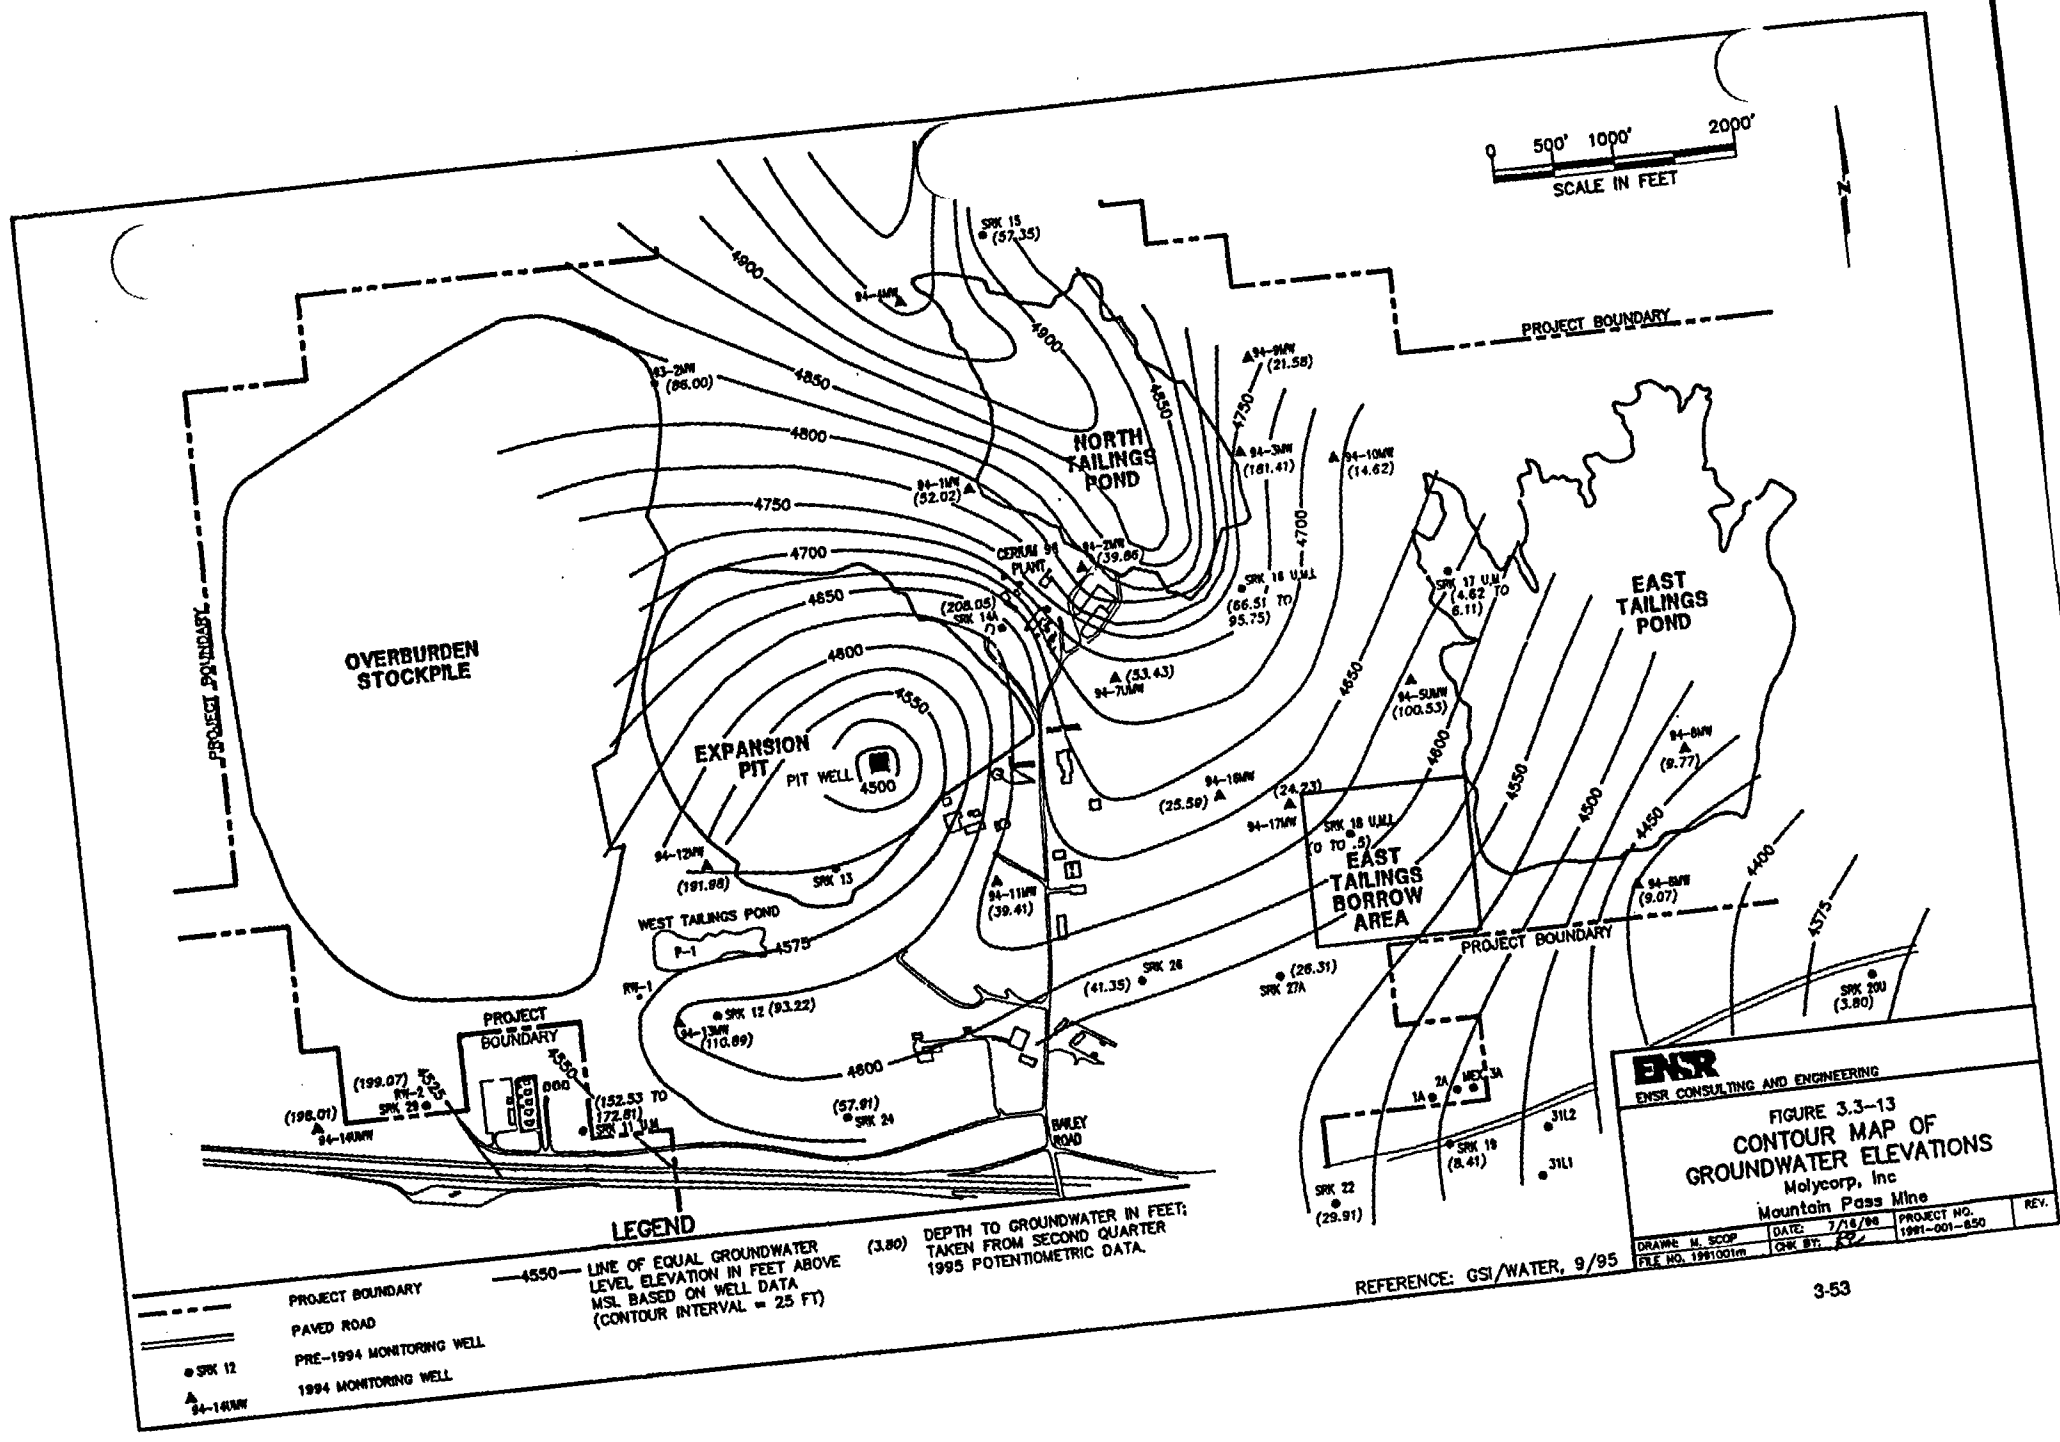 0 500' 1000' 2000'
SCALE IN FEET
N
SRK 15
(57.35)
4900
94-4MW
4900
PROJECT BOUNDARY
93-2MW
(86.00)
4850
4850
94-9MW
(21.58)
4750
4800
NORTH
TAILINGS
POND
94-3MW
(161.41)
94-10MW
(14.62)
94-1MW
(52.02)
4750
4700
4700
CERIUM 96
PLANT
94-2MW
(39.86
SRK 16 U,M,L
(66.51 TO
95.75)
SRK 17 U,M
(4.62 TO
6.11)
EAST
TAILINGS
POND
4650
(208.05)
SRK 14A
PROJECT BOUNDARY
OVERBURDEN
STOCKPILE
4600
4550
(53.43)
94-7UMW
4650
94-5UMW
(100.53)
4600
94-8MW
(9.77)
EXPANSION
PIT
PIT WELL
4500
94-16MW
(25.59)
(24.23)
94-17MW
4550
4500
4450
4400
SRK 18 U,M,L
(0 TO .5)
EAST
TAILINGS
BORROW
AREA
94-12MW
(191.98)
SRK 13
94-11MW
(39.41)
94-6MW
(9.07)
4375
WEST TAILINGS POND
P-1
4575
PROJECT BOUNDARY
RW-1
SRK 26
(41.35)
(26.31)
SRK 27A
SRK 20U
(3.80)
PROJECT
BOUNDARY
SRK 12 (93.22)
94-13MW
(110.89)
4550
4600
(199.07)
RW-2
SRK 29
4525
(152.53 TO
172.81)
SRK 11 U,M
(198.01)
94-14UMW
(57.91)
SRK 24
BAILEY
ROAD
1A
2A
MEX 3A
31L2
SRK 19
(8.41)
31L1
SRK 22
(29.91)
ENSR
ENSR CONSULTING AND ENGINEERING
FIGURE 3.3-13
CONTOUR MAP OF
GROUNDWATER ELEVATIONS
Molycorp, Inc
Mountain Pass Mine
DRAWN: M. SCOP
DATE: 7/16/96
PROJECT NO.
1991-001-650
REV.
FILE NO. 1991001m
CHK BY:
LEGEND
PROJECT BOUNDARY
PAVED ROAD
SRK 12
PRE-1994 MONITORING WELL
94-14UMW
1994 MONITORING WELL
4550
LINE OF EQUAL GROUNDWATER
LEVEL ELEVATION IN FEET ABOVE
MSL BASED ON WELL DATA
(CONTOUR INTERVAL = 25 FT)
(3.80)
DEPTH TO GROUNDWATER IN FEET;
TAKEN FROM SECOND QUARTER
1995 POTENTIOMETRIC DATA.
REFERENCE: GSI/WATER, 9/95
3-53